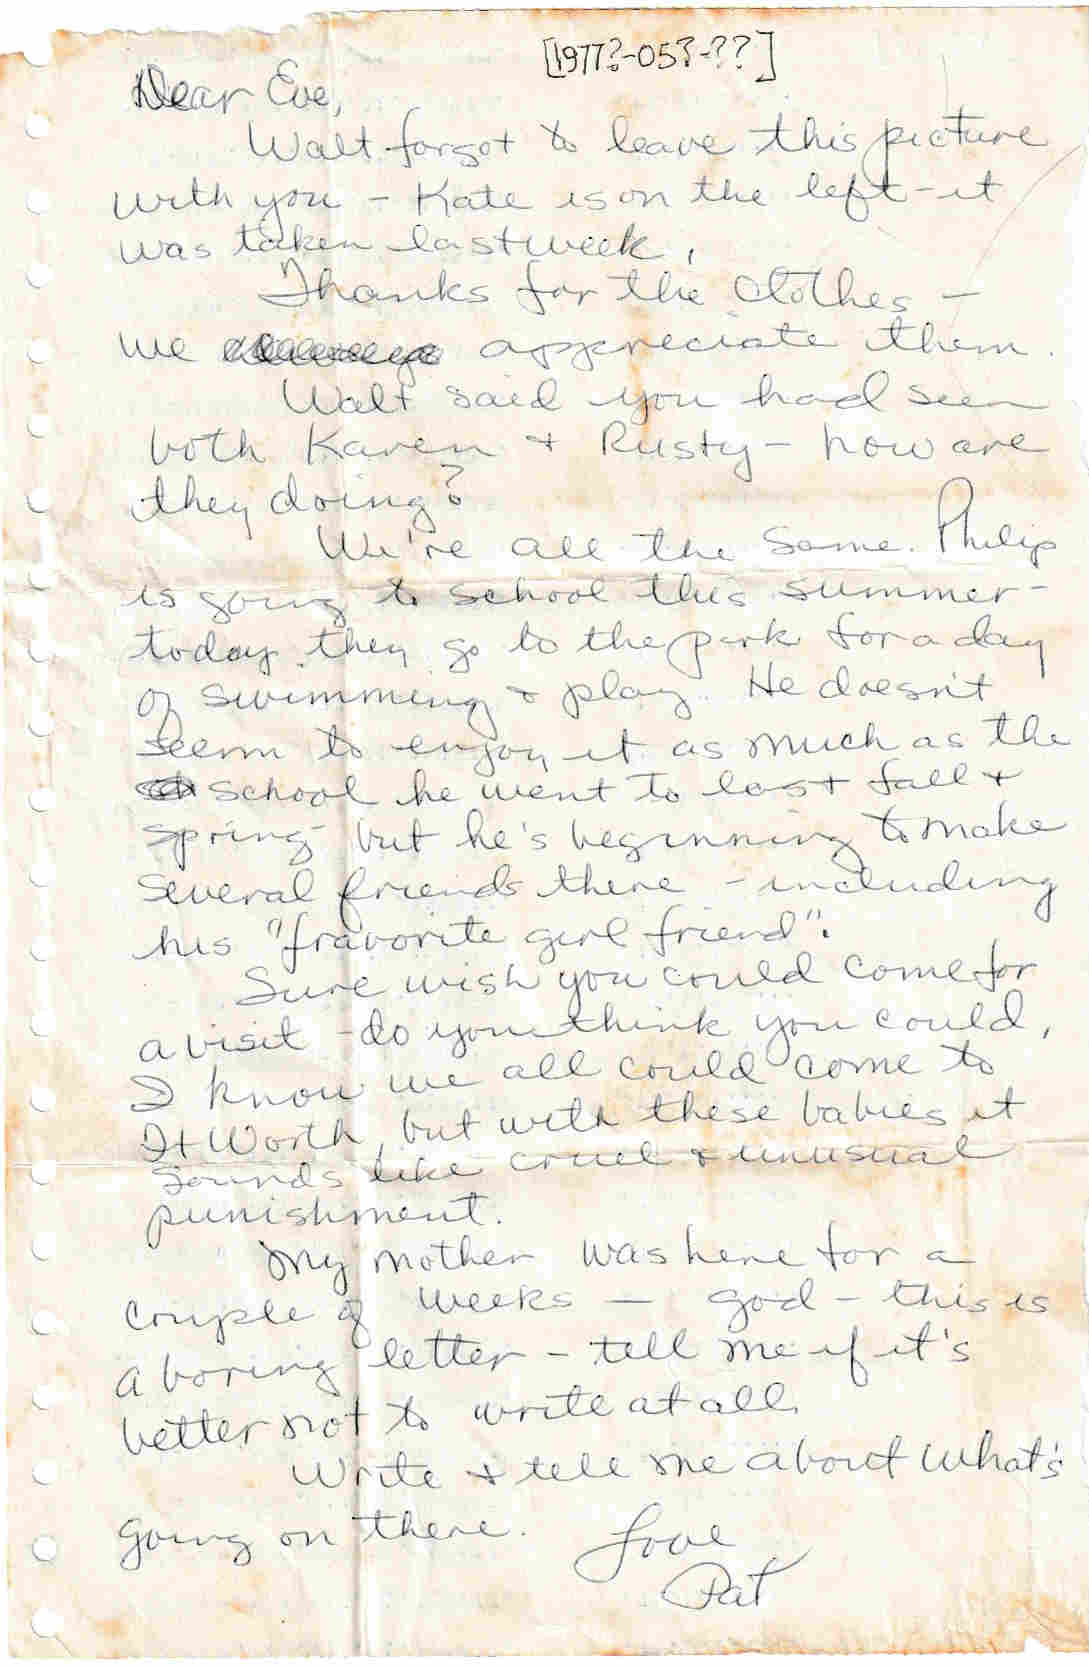 [1977?-05?-??]
Dear Eve,
Walt forgot to leave this picture
with you - Kate is on the left - it
was taken last week.
Thanks for the clothes -
we appreciate them.
Walt said you had seen
both Karen + Rusty - how are
they doing?
We're all the same. Philip
is going to school this summer -
today they go to the park for a day
of swimming + play. He doesn't
seem to enjoy it as much as the
school he went to last fall +
spring - but he's beginning to make
several friends there - including
his "fravorite girl friend".
Sure wish you could come for
a visit - do you think you could,
I know we all could come to
Ft Worth, but with these babies it
sounds like cruel + unusual
punishment.
My mother was here for a
couple of weeks - god - this is
a boring letter - tell me if it's
better not to write at all.
Write + tell me about what's
going on there.
Love
Pat